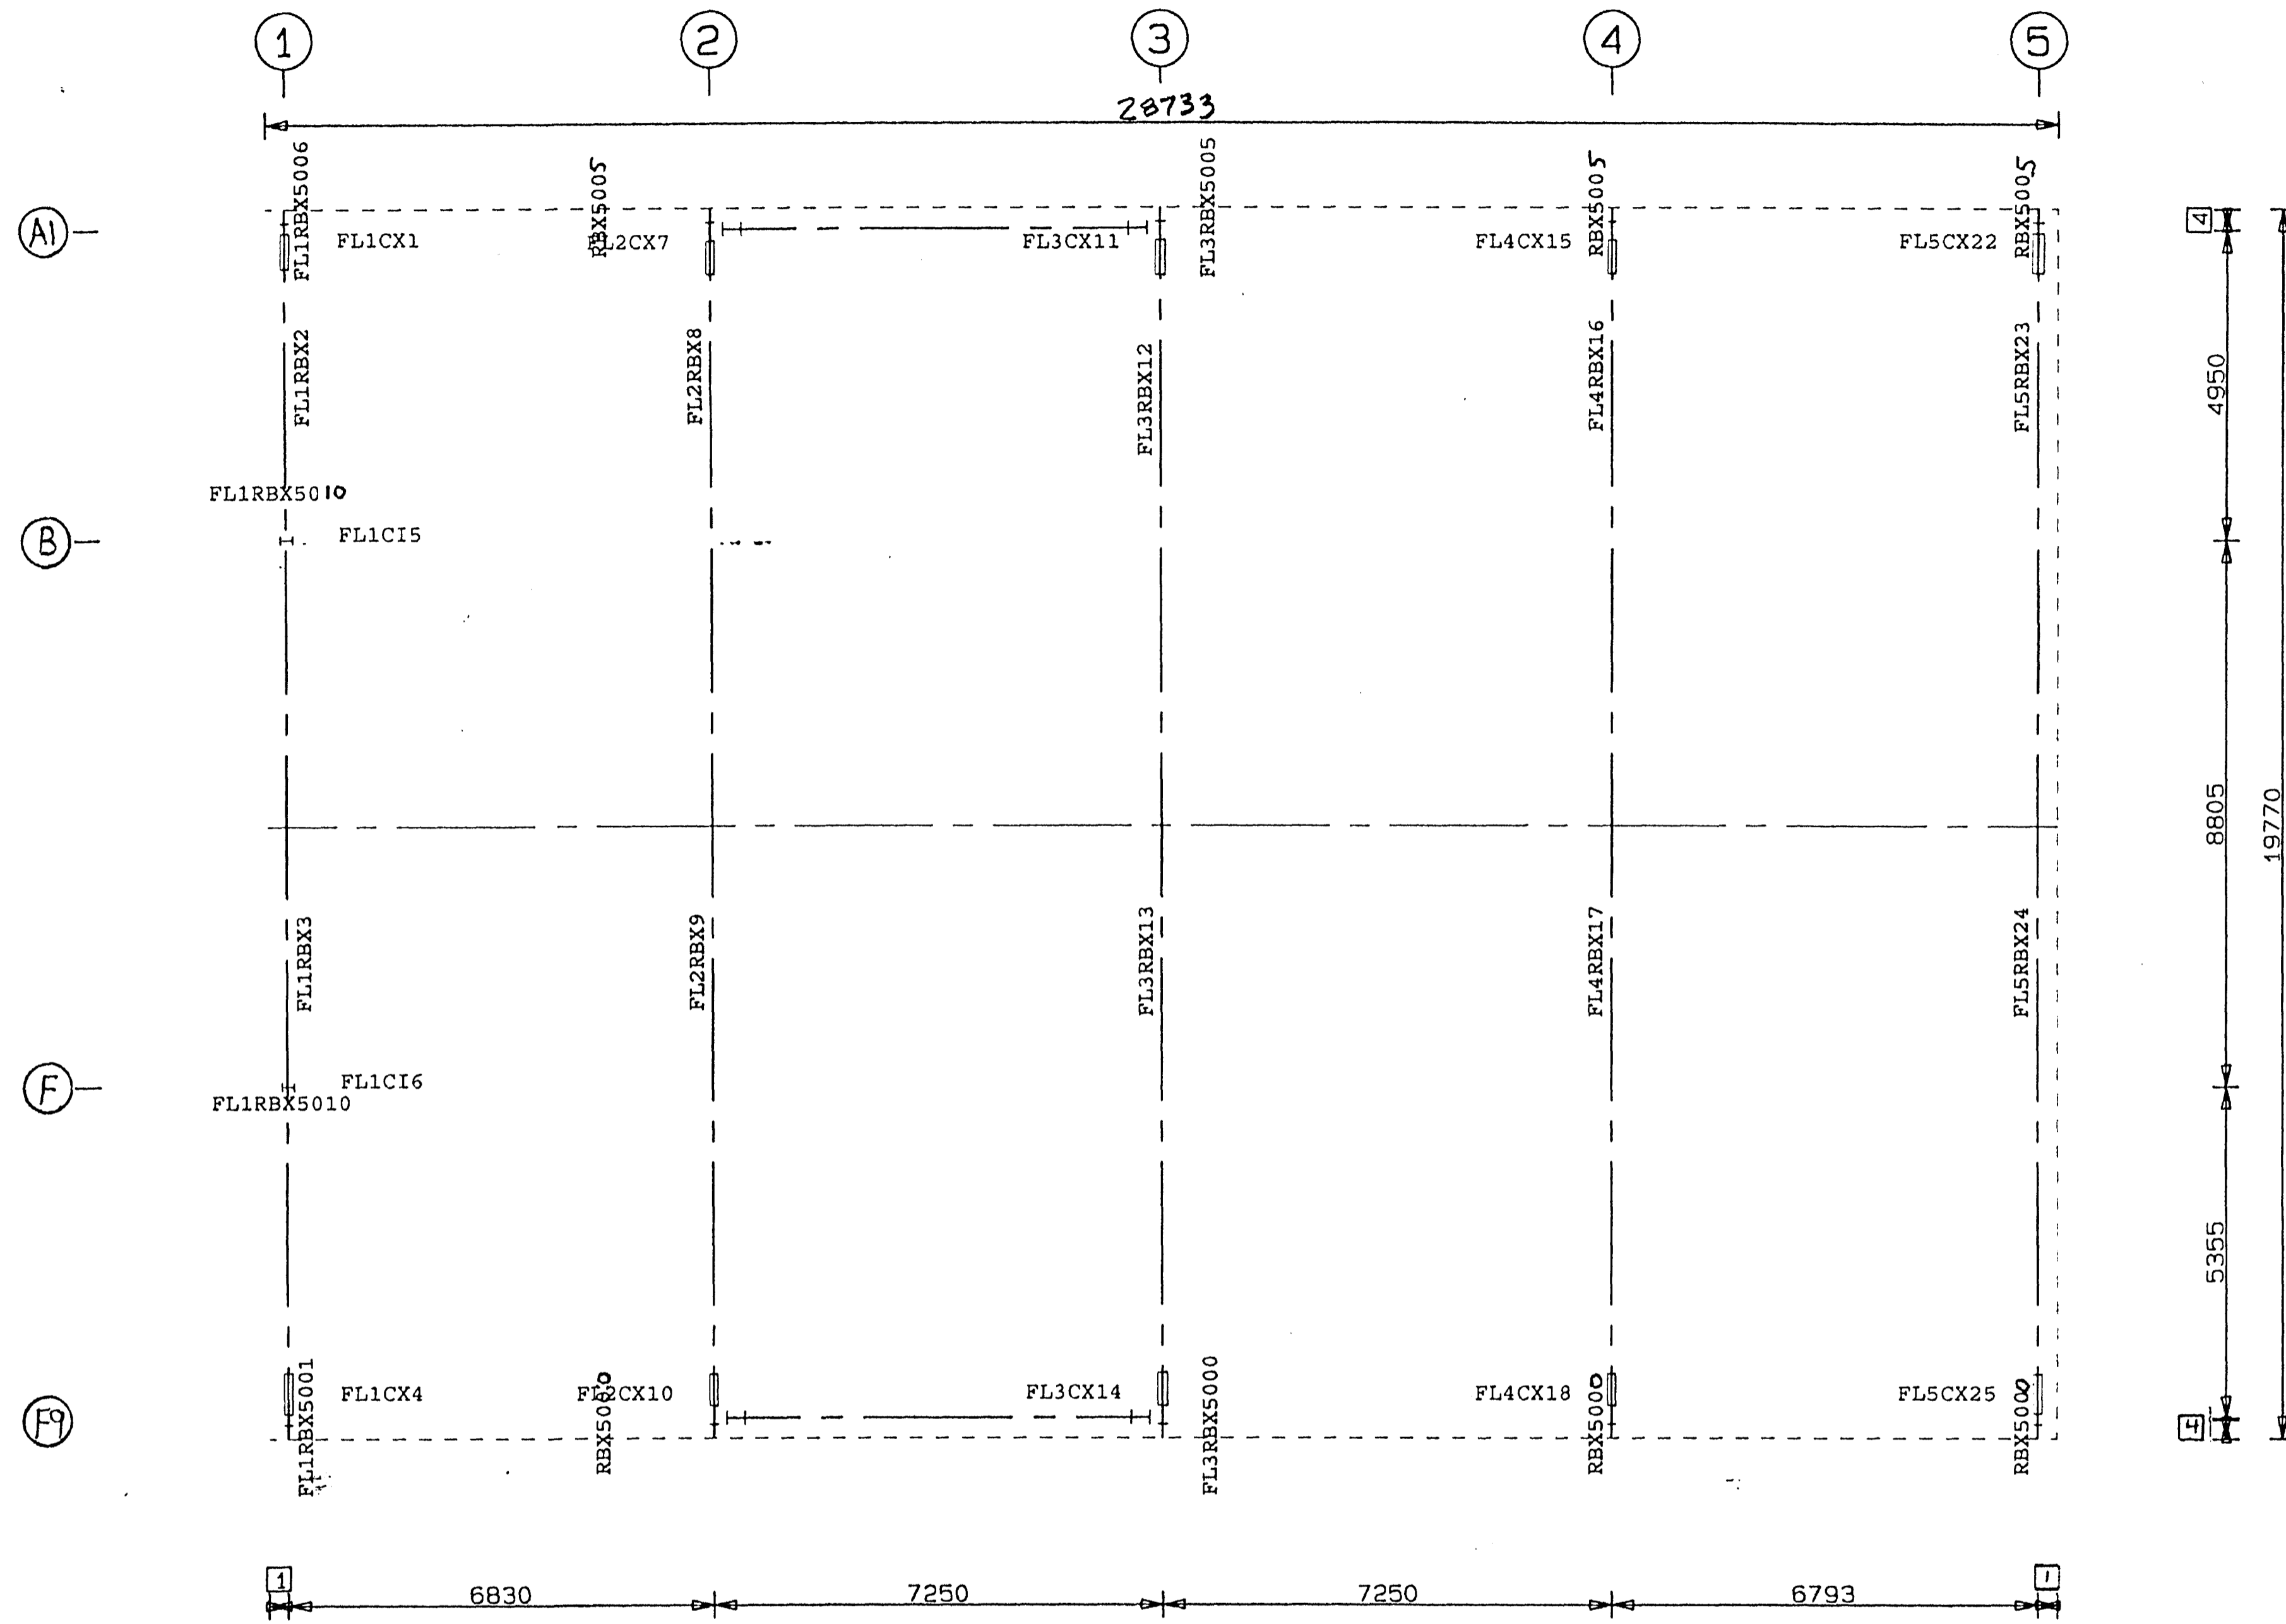 1 2 3 4 5
28733
A1
FL1RBX5006
FL1CX1
RBX5005
FL2CX7
FL3CX11
FL3RBX5005
FL4CX15
RBX5005
FL5CX22
RBX5005
4
FL1RBX2
FL2RBX8
FL3RBX12
FL4RBX16
FL5RBX23
4950
FL1RBX5010
B
FL1CI5
8805
19770
FL1RBX3
FL2RBX9
FL3RBX13
FL4RBX17
FL5RBX24
F
FL1CI6
FL1RBX5010
5355
F9
FL1RBX5001
FL1CX4
RBX5000
FL2CX10
FL3CX14
FL3RBX5000
FL4CX18
RBX5000
FL5CX25
RBX5000
4
1 6830 7250 7250 6793 1